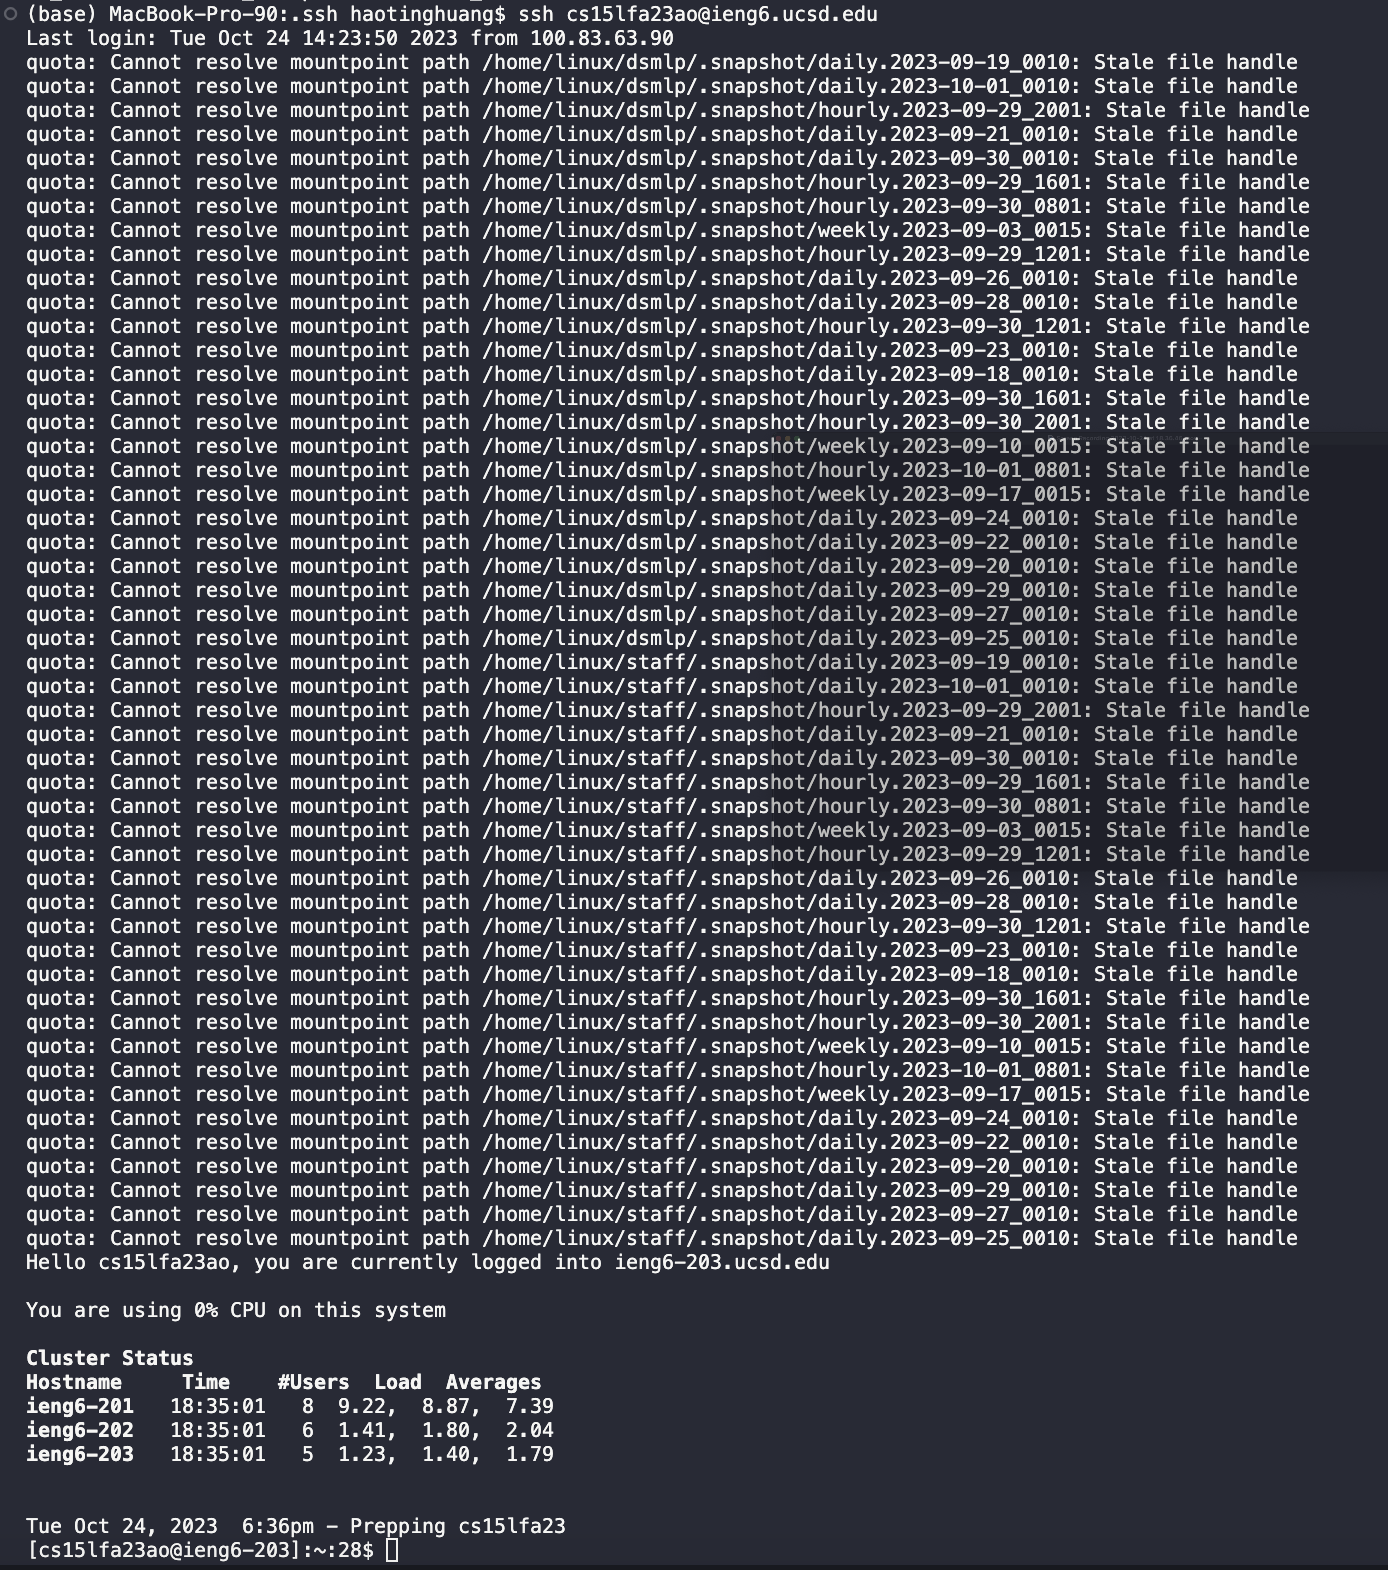 (base) MacBook-Pro-90:.ssh haotinghuang$ ssh cs15lfa23ao@ieng6.ucsd.edu
Last login: Tue Oct 24 14:23:50 2023 from 100.83.63.90
quota: Cannot resolve mountpoint path /home/linux/dsmlp/.snapshot/daily.2023-09-19_0010: Stale file handle
quota: Cannot resolve mountpoint path /home/linux/dsmlp/.snapshot/daily.2023-10-01_0010: Stale file handle
quota: Cannot resolve mountpoint path /home/linux/dsmlp/.snapshot/hourly.2023-09-29_2001: Stale file handle
quota: Cannot resolve mountpoint path /home/linux/dsmlp/.snapshot/daily.2023-09-21_0010: Stale file handle
quota: Cannot resolve mountpoint path /home/linux/dsmlp/.snapshot/daily.2023-09-30_0010: Stale file handle
quota: Cannot resolve mountpoint path /home/linux/dsmlp/.snapshot/hourly.2023-09-29_1601: Stale file handle
quota: Cannot resolve mountpoint path /home/linux/dsmlp/.snapshot/hourly.2023-09-30_0801: Stale file handle
quota: Cannot resolve mountpoint path /home/linux/dsmlp/.snapshot/weekly.2023-09-03_0015: Stale file handle
quota: Cannot resolve mountpoint path /home/linux/dsmlp/.snapshot/hourly.2023-09-29_1201: Stale file handle
quota: Cannot resolve mountpoint path /home/linux/dsmlp/.snapshot/daily.2023-09-26_0010: Stale file handle
quota: Cannot resolve mountpoint path /home/linux/dsmlp/.snapshot/daily.2023-09-28_0010: Stale file handle
quota: Cannot resolve mountpoint path /home/linux/dsmlp/.snapshot/hourly.2023-09-30_1201: Stale file handle
quota: Cannot resolve mountpoint path /home/linux/dsmlp/.snapshot/daily.2023-09-23_0010: Stale file handle
quota: Cannot resolve mountpoint path /home/linux/dsmlp/.snapshot/daily.2023-09-18_0010: Stale file handle
quota: Cannot resolve mountpoint path /home/linux/dsmlp/.snapshot/hourly.2023-09-30_1601: Stale file handle
quota: Cannot resolve mountpoint path /home/linux/dsmlp/.snapshot/hourly.2023-09-30_2001: Stale file handle
quota: Cannot resolve mountpoint path /home/linux/dsmlp/.snapshot/weekly.2023-09-10_0015: Stale file handle
quota: Cannot resolve mountpoint path /home/linux/dsmlp/.snapshot/hourly.2023-10-01_0801: Stale file handle
quota: Cannot resolve mountpoint path /home/linux/dsmlp/.snapshot/weekly.2023-09-17_0015: Stale file handle
quota: Cannot resolve mountpoint path /home/linux/dsmlp/.snapshot/daily.2023-09-24_0010: Stale file handle
quota: Cannot resolve mountpoint path /home/linux/dsmlp/.snapshot/daily.2023-09-22_0010: Stale file handle
quota: Cannot resolve mountpoint path /home/linux/dsmlp/.snapshot/daily.2023-09-20_0010: Stale file handle
quota: Cannot resolve mountpoint path /home/linux/dsmlp/.snapshot/daily.2023-09-29_0010: Stale file handle
quota: Cannot resolve mountpoint path /home/linux/dsmlp/.snapshot/daily.2023-09-27_0010: Stale file handle
quota: Cannot resolve mountpoint path /home/linux/dsmlp/.snapshot/daily.2023-09-25_0010: Stale file handle
quota: Cannot resolve mountpoint path /home/linux/staff/.snapshot/daily.2023-09-19_0010: Stale file handle
quota: Cannot resolve mountpoint path /home/linux/staff/.snapshot/daily.2023-10-01_0010: Stale file handle
quota: Cannot resolve mountpoint path /home/linux/staff/.snapshot/hourly.2023-09-29_2001: Stale file handle
quota: Cannot resolve mountpoint path /home/linux/staff/.snapshot/daily.2023-09-21_0010: Stale file handle
quota: Cannot resolve mountpoint path /home/linux/staff/.snapshot/daily.2023-09-30_0010: Stale file handle
quota: Cannot resolve mountpoint path /home/linux/staff/.snapshot/hourly.2023-09-29_1601: Stale file handle
quota: Cannot resolve mountpoint path /home/linux/staff/.snapshot/hourly.2023-09-30_0801: Stale file handle
quota: Cannot resolve mountpoint path /home/linux/staff/.snapshot/weekly.2023-09-03_0015: Stale file handle
quota: Cannot resolve mountpoint path /home/linux/staff/.snapshot/hourly.2023-09-29_1201: Stale file handle
quota: Cannot resolve mountpoint path /home/linux/staff/.snapshot/daily.2023-09-26_0010: Stale file handle
quota: Cannot resolve mountpoint path /home/linux/staff/.snapshot/daily.2023-09-28_0010: Stale file handle
quota: Cannot resolve mountpoint path /home/linux/staff/.snapshot/hourly.2023-09-30_1201: Stale file handle
quota: Cannot resolve mountpoint path /home/linux/staff/.snapshot/daily.2023-09-23_0010: Stale file handle
quota: Cannot resolve mountpoint path /home/linux/staff/.snapshot/daily.2023-09-18_0010: Stale file handle
quota: Cannot resolve mountpoint path /home/linux/staff/.snapshot/hourly.2023-09-30_1601: Stale file handle
quota: Cannot resolve mountpoint path /home/linux/staff/.snapshot/hourly.2023-09-30_2001: Stale file handle
quota: Cannot resolve mountpoint path /home/linux/staff/.snapshot/weekly.2023-09-10_0015: Stale file handle
quota: Cannot resolve mountpoint path /home/linux/staff/.snapshot/hourly.2023-10-01_0801: Stale file handle
quota: Cannot resolve mountpoint path /home/linux/staff/.snapshot/weekly.2023-09-17_0015: Stale file handle
quota: Cannot resolve mountpoint path /home/linux/staff/.snapshot/daily.2023-09-24_0010: Stale file handle
quota: Cannot resolve mountpoint path /home/linux/staff/.snapshot/daily.2023-09-22_0010: Stale file handle
quota: Cannot resolve mountpoint path /home/linux/staff/.snapshot/daily.2023-09-20_0010: Stale file handle
quota: Cannot resolve mountpoint path /home/linux/staff/.snapshot/daily.2023-09-29_0010: Stale file handle
quota: Cannot resolve mountpoint path /home/linux/staff/.snapshot/daily.2023-09-27_0010: Stale file handle
quota: Cannot resolve mountpoint path /home/linux/staff/.snapshot/daily.2023-09-25_0010: Stale file handle
Hello cs15lfa23ao, you are currently logged into ieng6-203.ucsd.edu
You are using 0% CPU on this system
Cluster Status
Hostname     Time    #Users  Load  Averages
ieng6-201   18:35:01   8  9.22,  8.87,  7.39
ieng6-202   18:35:01   6  1.41,  1.80,  2.04
ieng6-203   18:35:01   5  1.23,  1.40,  1.79
Tue Oct 24, 2023  6:36pm - Prepping cs15lfa23
[cs15lfa23ao@ieng6-203]:~:28$